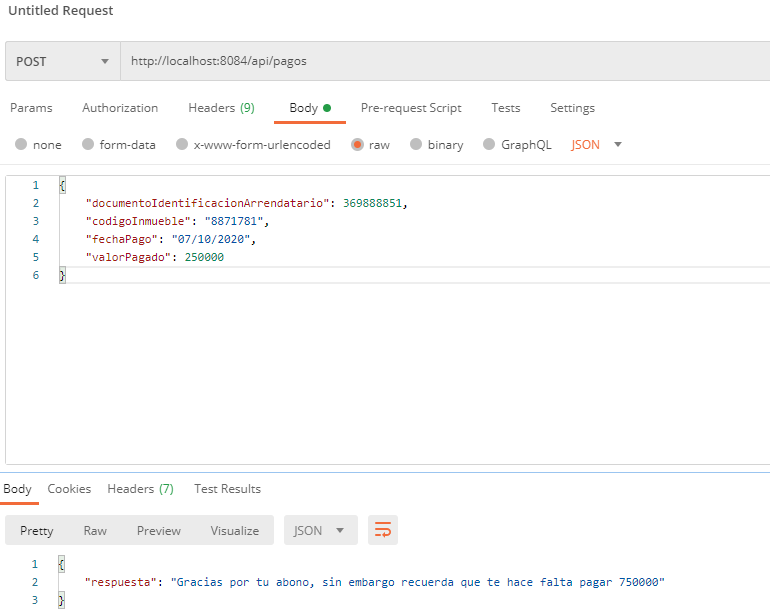 Untitled Request
POST http://localhost:8084/api/pagos
Params Authorization Headers (9) Body Pre-request Script Tests Settings
none form-data x-www-form-urlencoded raw binary GraphQL JSON
1 {
2 "documentoIdentificacionArrendatario": 369888851,
3 "codigoInmueble": "8871781",
4 "fechaPago": "07/10/2020",
5 "valorPagado": 250000
6 }
Body Cookies Headers (7) Test Results
Pretty Raw Preview Visualize JSON
1 {
2 "respuesta": "Gracias por tu abono, sin embargo recuerda que te hace falta pagar 750000"
3 }